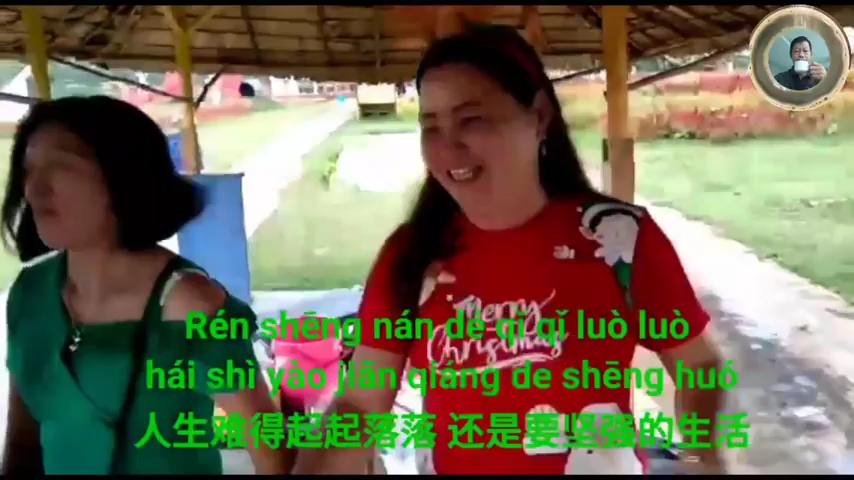 Merry
Christmas
Rén shēng nán dé qǐ qǐ luò luò
hái shì yào jiān qiáng de shēng huó
人生难得起起落落 还是要坚强的生活